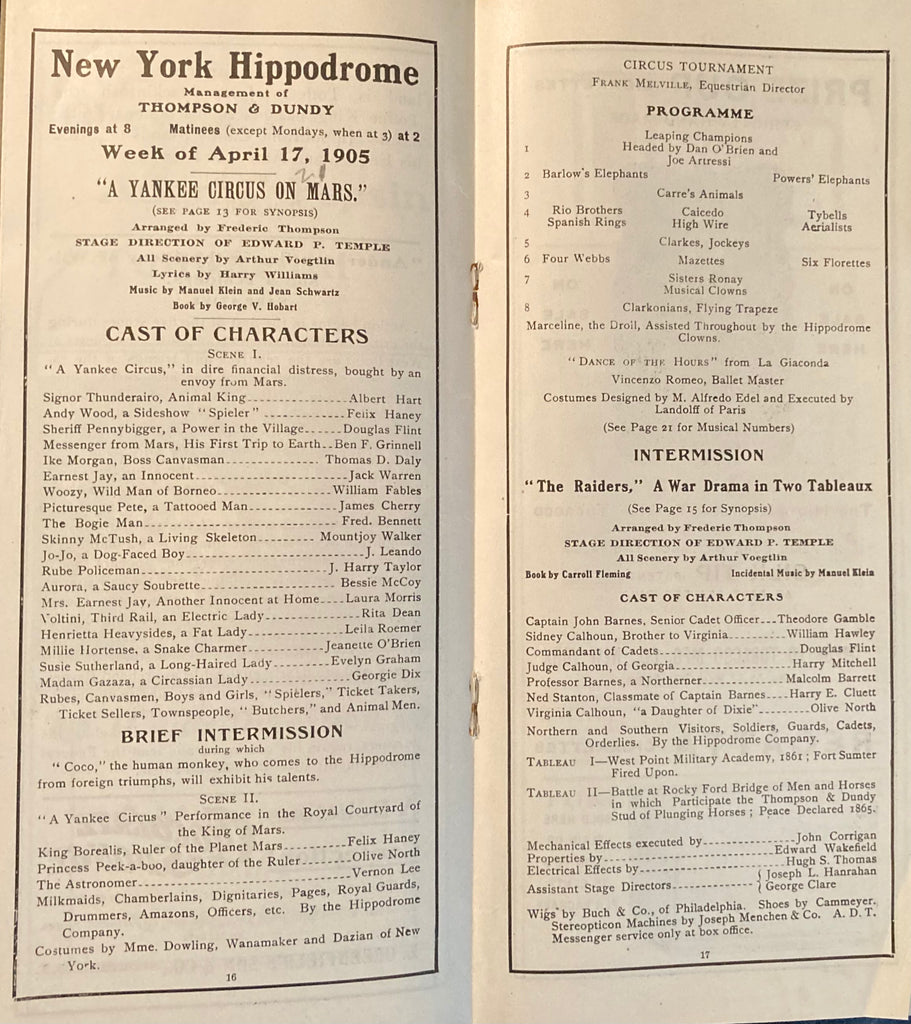 New York Hippodrome
Management of
THOMPSON & DUNDY
Evenings at 8 Matinees (except Mondays, when at 3) at 2
Week of April 17, 1905
21
"A YANKEE CIRCUS ON MARS."
(SEE PAGE 13 FOR SYNOPSIS)
Arranged by Frederic Thompson
STAGE DIRECTION OF EDWARD P. TEMPLE
All Scenery by Arthur Voegtlin
Lyrics by Harry Williams
Music by Manuel Klein and Jean Schwartz
Book by George V. Hobart
CAST OF CHARACTERS
SCENE I.
"A Yankee Circus," in dire financial distress, bought by an
envoy from Mars.
Signor Thunderairo, Animal King Albert Hart
Andy Wood, a Sideshow "Spieler" Felix Haney
Sheriff Pennybigger, a Power in the Village Douglas Flint
Messenger from Mars, His First Trip to Earth Ben F. Grinnell
Ike Morgan, Boss Canvasman Thomas D. Daly
Earnest Jay, an Innocent Jack Warren
Woozy, Wild Man of Borneo William Fables
Picturesque Pete, a Tattooed Man James Cherry
The Bogie Man Fred. Bennett
Skinny McTush, a Living Skeleton Mountjoy Walker
Jo-Jo, a Dog-Faced Boy J. Leando
Rube Policeman J. Harry Taylor
Aurora, a Saucy Soubrette Bessie McCoy
Mrs. Earnest Jay, Another Innocent at Home Laura Morris
Voltini, Third Rail, an Electric Lady Rita Dean
Henrietta Heavysides, a Fat Lady Leila Roemer
Millie Hortense, a Snake Charmer Jeanette O'Brien
Susie Sutherland, a Long-Haired Lady Evelyn Graham
Madam Gazaza, a Circassian Lady Georgie Dix
Rubes, Canvasmen, Boys and Girls, "Spielers," Ticket Takers,
Ticket Sellers, Townspeople, "Butchers," and Animal Men.
BRIEF INTERMISSION
during which
"Coco," the human monkey, who comes to the Hippodrome
from foreign triumphs, will exhibit his talents.
SCENE II.
"A Yankee Circus" Performance in the Royal Courtyard of
the King of Mars.
King Borealis, Ruler of the Planet Mars Felix Haney
Princess Peek-a-boo, daughter of the Ruler Olive North
The Astronomer Vernon Lee
Milkmaids, Chamberlains, Dignitaries, Pages, Royal Guards,
Drummers, Amazons, Officers, etc. By the Hippodrome
Company.
Costumes by Mme. Dowling, Wanamaker and Dazian of New
York.
16
CIRCUS TOURNAMENT
FRANK MELVILLE, Equestrian Director
PROGRAMME
Leaping Champions
1 Headed by Dan O'Brien and
Joe Artressi
2 Barlow's Elephants Powers' Elephants
3 Carre's Animals
4 Rio Brothers Caicedo Tybells
Spanish Rings High Wire Aerialists
5 Clarkes, Jockeys
6 Four Webbs Mazettes Six Florettes
7 Sisters Ronay
Musical Clowns
8 Clarkonians, Flying Trapeze
Marceline, the Droil, Assisted Throughout by the Hippodrome
Clowns.
"DANCE OF THE HOURS" from La Giaconda
Vincenzo Romeo, Ballet Master
Costumes Designed by M. Alfredo Edel and Executed by
Landolff of Paris
(See Page 21 for Musical Numbers)
INTERMISSION
"The Raiders," A War Drama in Two Tableaux
(See Page 15 for Synopsis)
Arranged by Frederic Thompson
STAGE DIRECTION OF EDWARD P. TEMPLE
All Scenery by Arthur Voegtlin
Book by Carroll Fleming Incidental Music by Manuel Klein
CAST OF CHARACTERS
Captain John Barnes, Senior Cadet Officer Theodore Gamble
Sidney Calhoun, Brother to Virginia William Hawley
Commandant of Cadets Douglas Flint
Judge Calhoun, of Georgia Harry Mitchell
Professor Barnes, a Northerner Malcolm Barrett
Ned Stanton, Classmate of Captain Barnes Harry E. Cluett
Virginia Calhoun, "a Daughter of Dixie" Olive North
Northern and Southern Visitors, Soldiers, Guards, Cadets,
Orderlies. By the Hippodrome Company.
TABLEAU I—West Point Military Academy, 1861; Fort Sumter
Fired Upon.
TABLEAU II—Battle at Rocky Ford Bridge of Men and Horses
in which Participate the Thompson & Dundy
Stud of Plunging Horses; Peace Declared 1865.
Mechanical Effects executed by John Corrigan
Properties by Edward Wakefield
Electrical Effects by Hugh S. Thomas
Assistant Stage Directors { Joseph L. Hanrahan
{ George Clare
Wigs by Buch & Co., of Philadelphia. Shoes by Cammeyer.
Stereopticon Machines by Joseph Menchen & Co. A. D. T.
Messenger service only at box office.
17